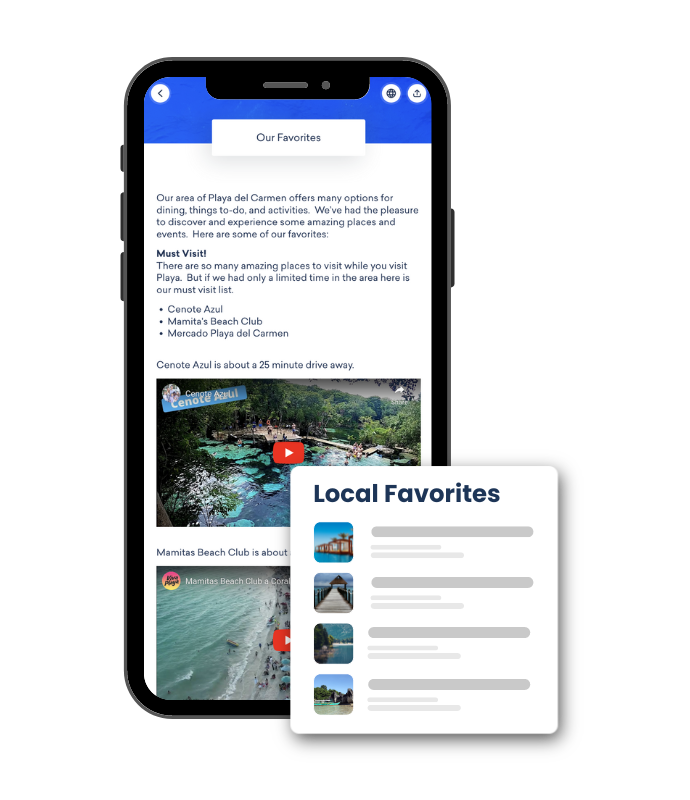 Our Favorites
Our area of Playa del Carmen offers many options for
dining, things to-do, and activities.  We've had the pleasure
to discover and experience some amazing places and
events.  Here are some of our favorites:
Must Visit!
There are so many amazing places to visit while you visit
Playa.  But if we had only a limited time in the area here is
our must visit list.
• Cenote Azul
• Mamita's Beach Club
• Mercado Playa del Carmen
Cenote Azul is about a 25 minute drive away.
Cenote Azul
Cenote Azul
Share
Mamitas Beach Club is about
Mamitas Beach Club a Coral
Local Favorites